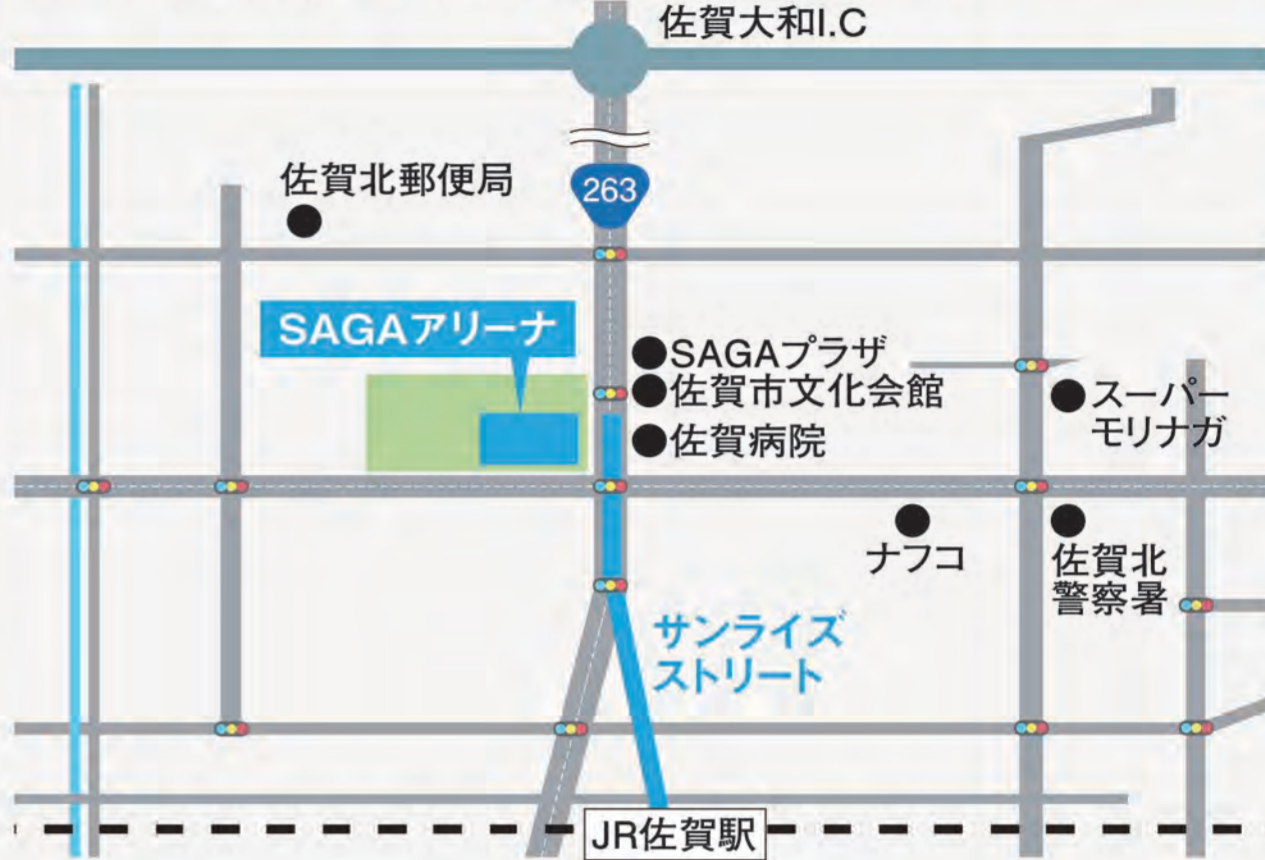 佐賀大和I.C
佐賀北郵便局
263
SAGAアリーナ
SAGAプラザ
佐賀市文化会館
佐賀病院
スーパー
モリナガ
ナフコ
佐賀北
警察暑
サンライズ
ストリート
JR佐賀駅